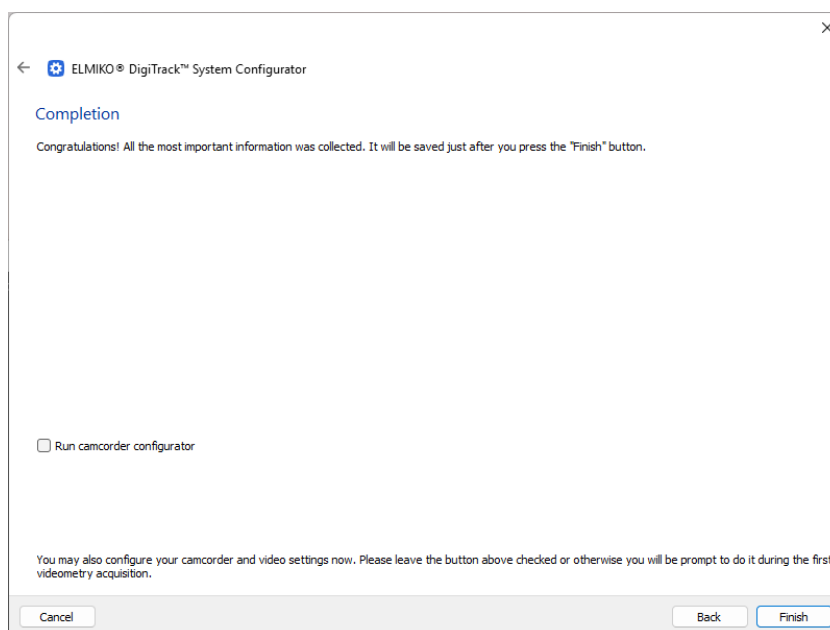 ELMIKO® DigiTrack™ System Configurator
Completion
Congratulations! All the most important information was collected. It will be saved just after you press the "Finish" button.
Run camcorder configurator
You may also configure your camcorder and video settings now. Please leave the button above checked or otherwise you will be prompt to do it during the first
videometry acquisition.
Cancel
Back
Finish